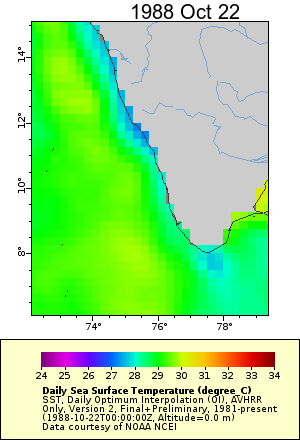 1988 Oct 22
14°
12°
10°
8°
74°
76°
78°
24 25 26 27 28 29 30 31 32 33 34
Daily Sea Surface Temperature (degree_C)
SST, Daily Optimum Interpolation (OI), AVHRR
Only, Version 2, Final+Preliminary, 1981-present
(1988-10-22T00:00:00Z, Altitude=0.0 m)
Data courtesy of NOAA NCEI